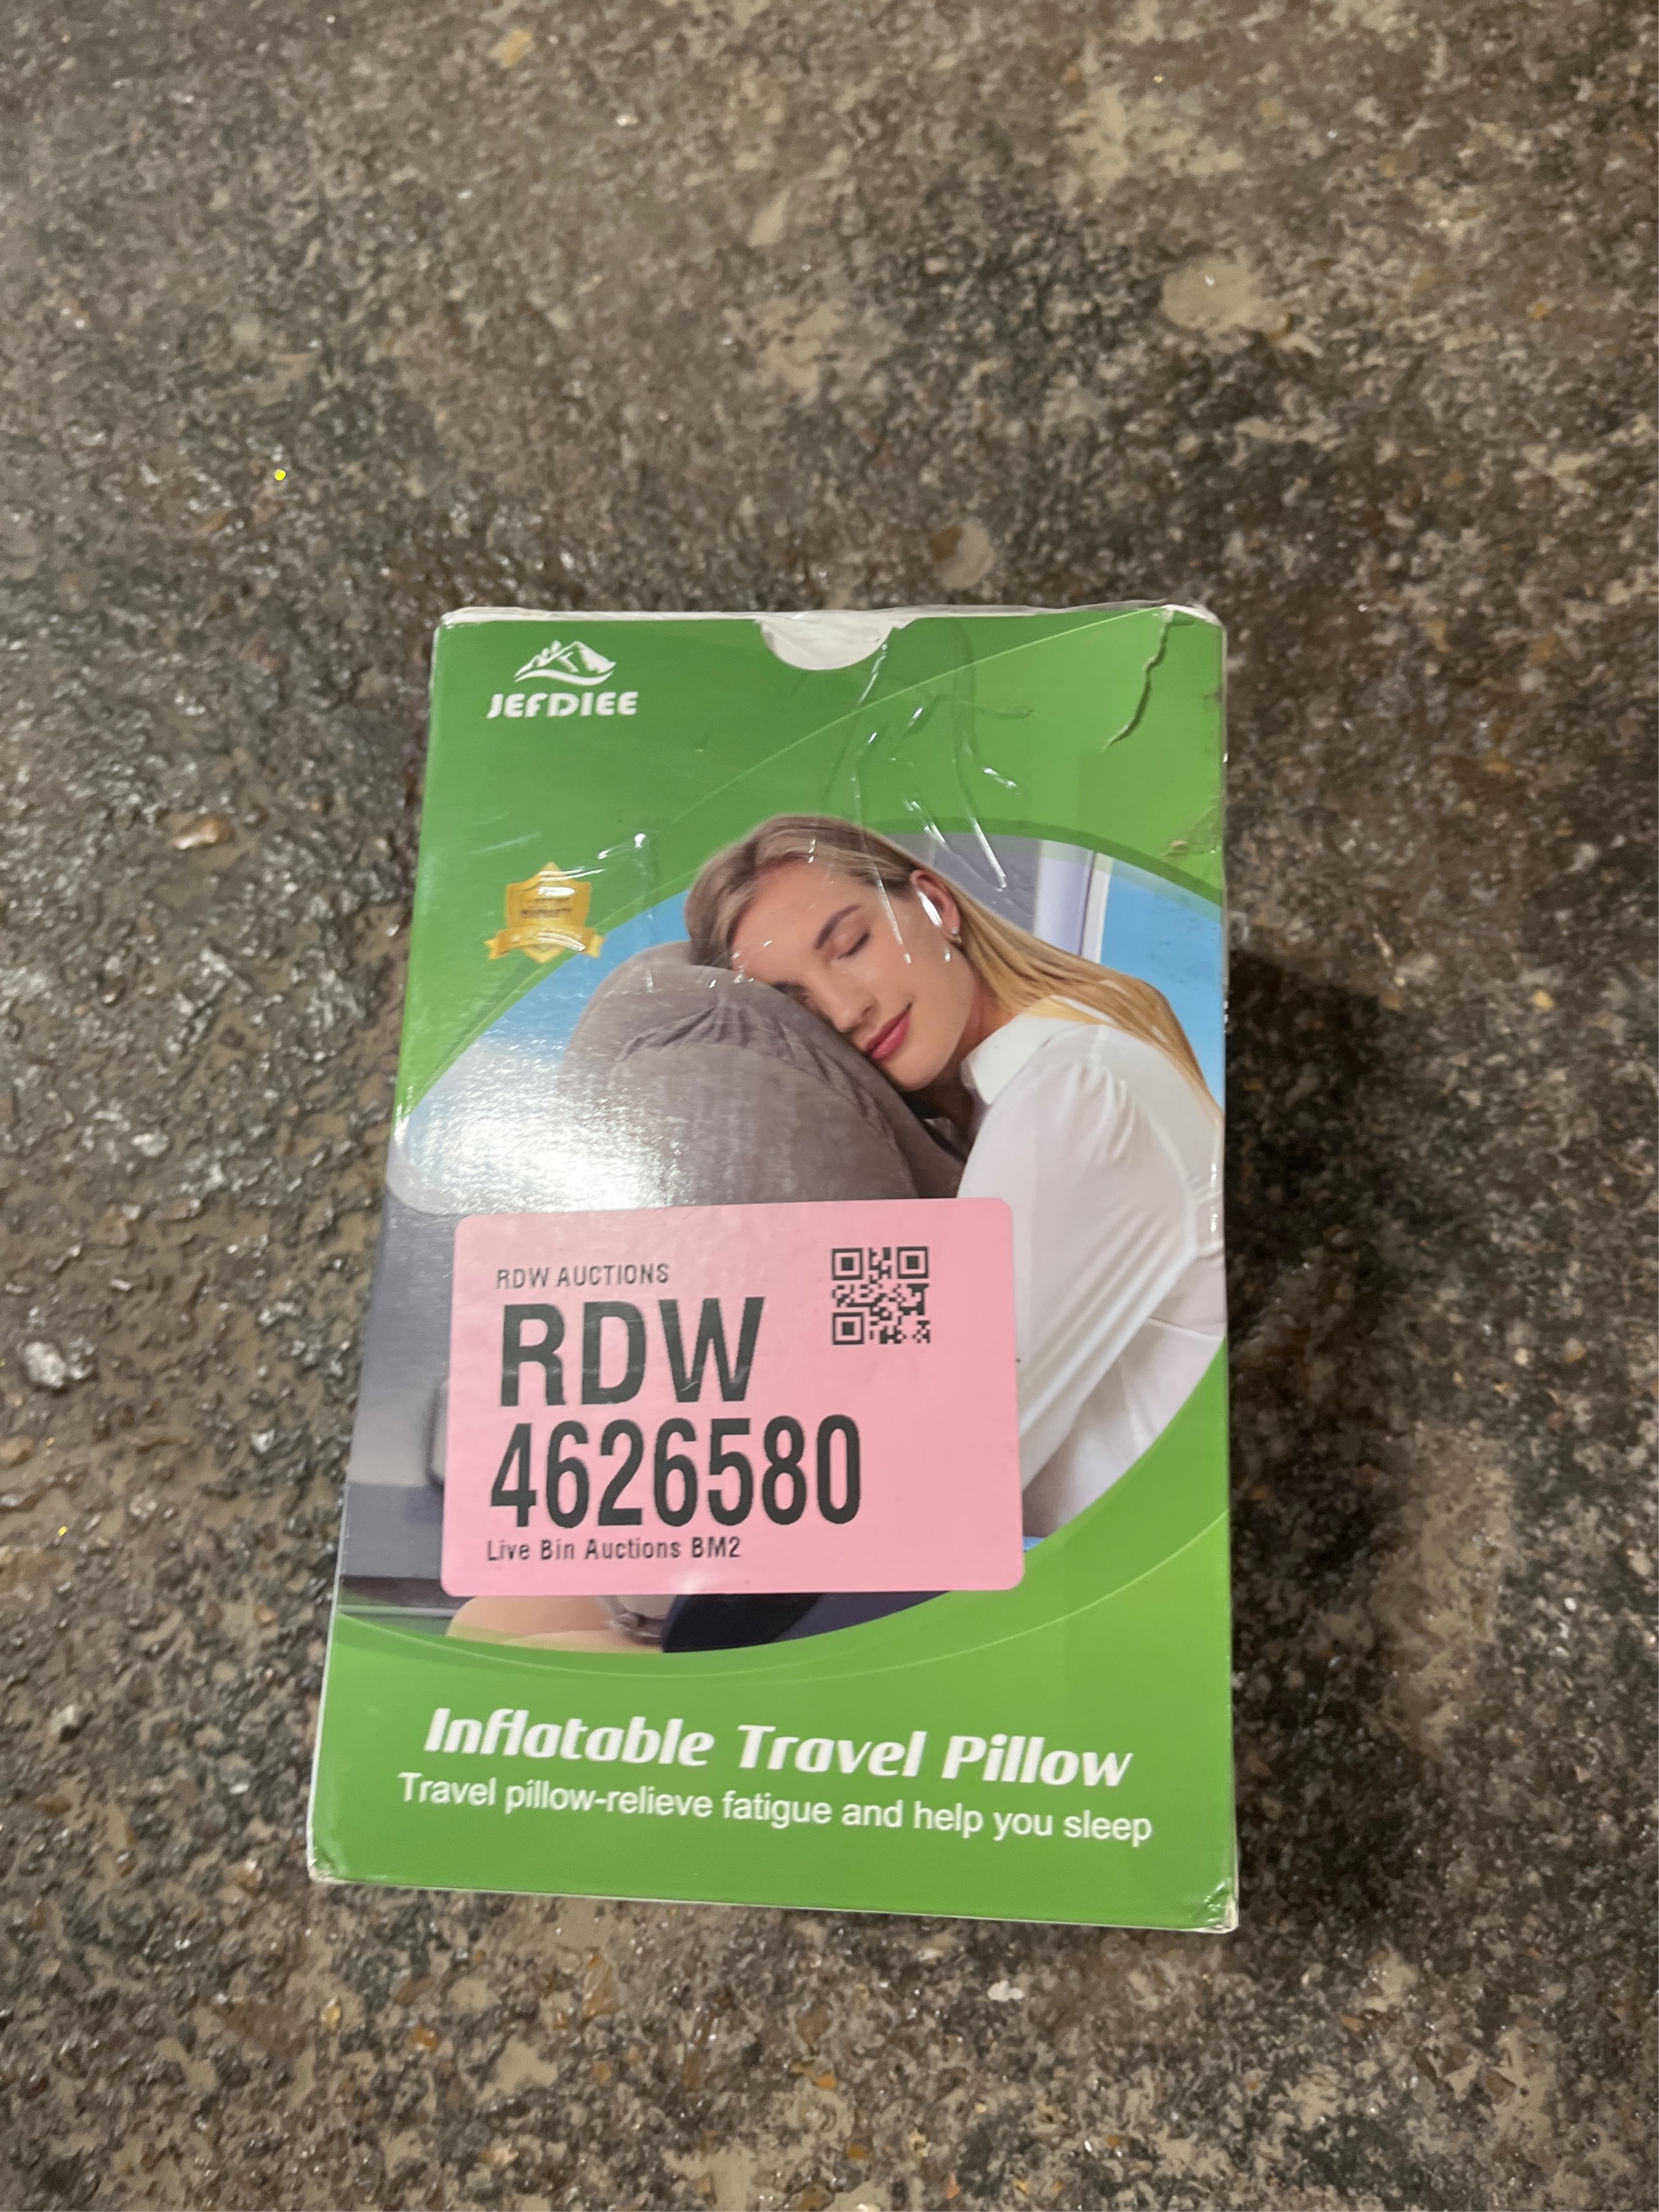 JEFDIEE
RDW AUCTIONS
RDW
4626580
Live Bin Auctions BM2
Inflatable Travel Pillow
Travel pillow-relieve fatigue and help you sleep